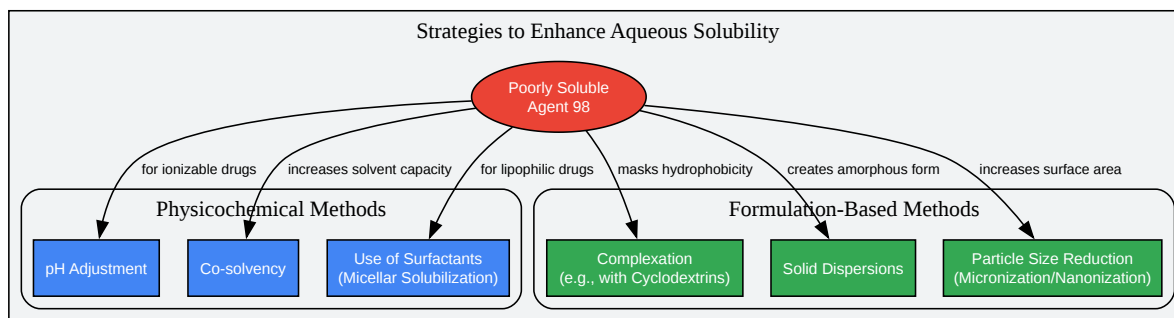 Strategies to Enhance Aqueous Solubility
Poorly Soluble
Agent 98
for ionizable drugs
increases solvent capacity
for lipophilic drugs
masks hydrophobicity
creates amorphous form
increases surface area
Physicochemical Methods
Formulation-Based Methods
pH Adjustment
Co-solvency
Use of Surfactants
(Micellar Solubilization)
Complexation
(e.g., with Cyclodextrins)
Solid Dispersions
Particle Size Reduction
(Micronization/Nanonization)